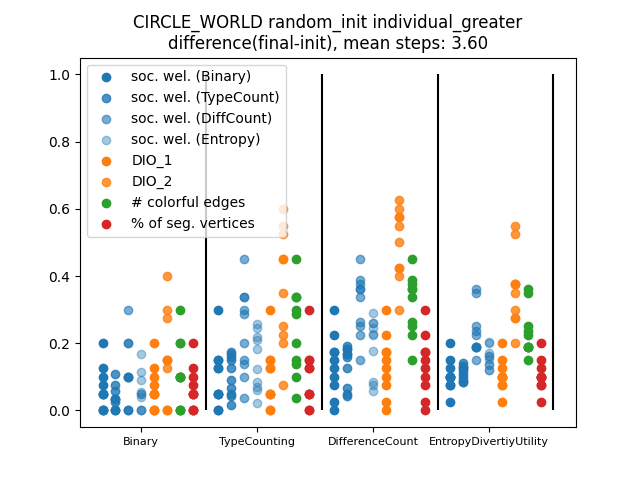 CIRCLE_WORLD random_init individual_greater
difference(final-init), mean steps: 3.60
1.0
0.8
0.6
0.4
0.2
0.0
soc. wel. (Binary)
soc. wel. (TypeCount)
soc. wel. (DiffCount)
soc. wel. (Entropy)
DIO_1
DIO_2
# colorful edges
% of seg. vertices
Binary
TypeCounting
DifferenceCount
EntropyDivertiyUtility